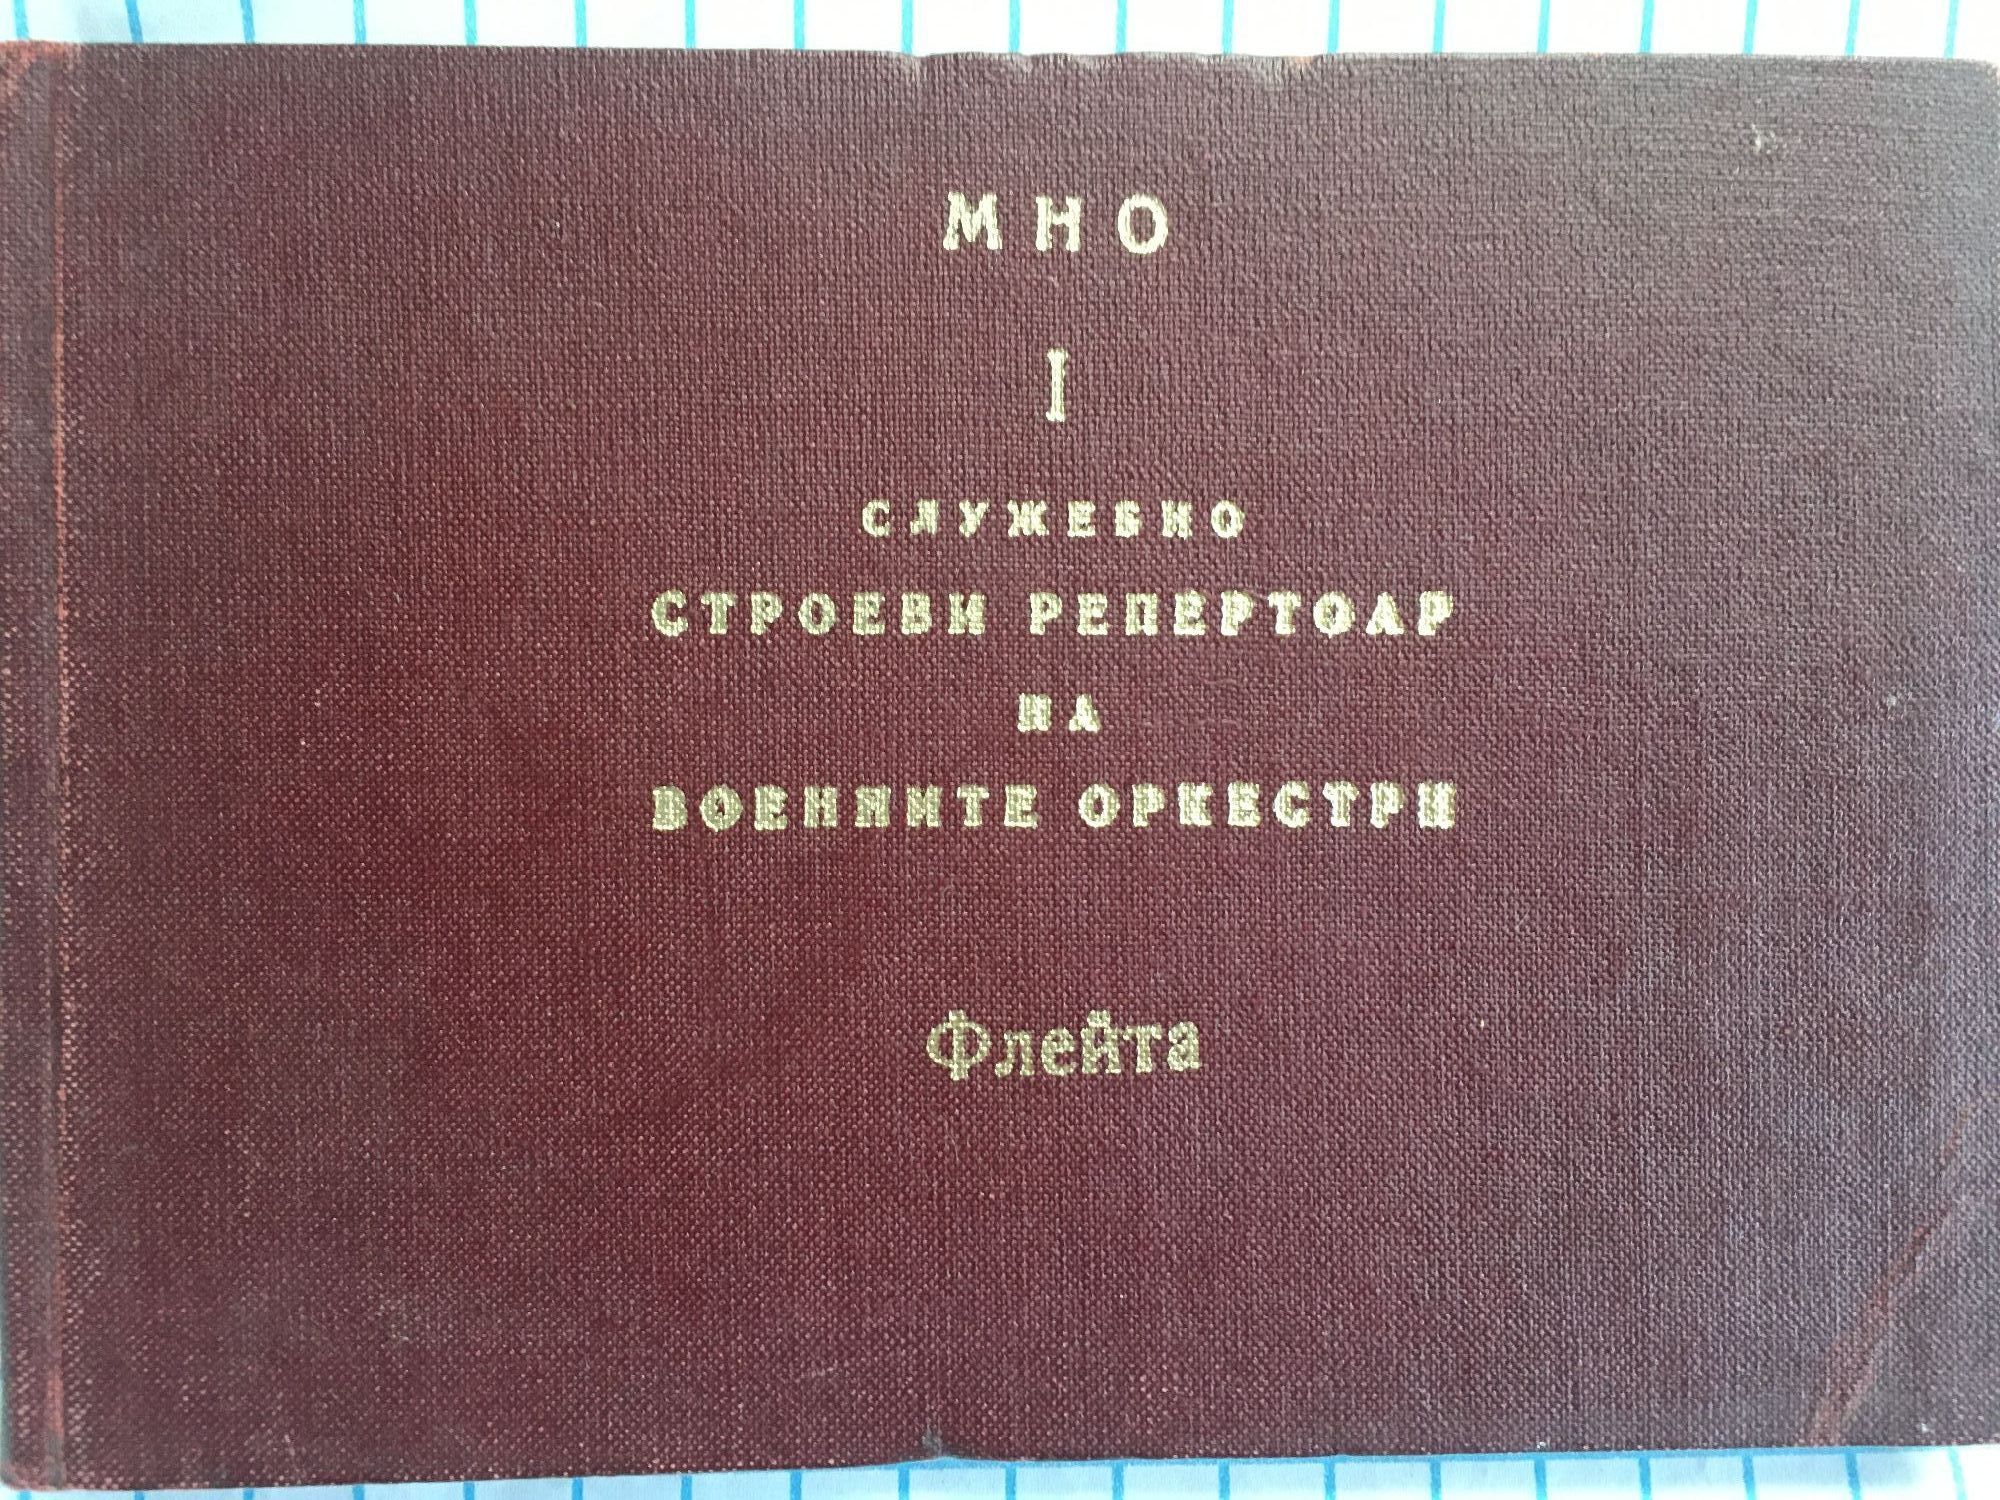 МНО
I
СЛУЖЕБНО
СТРОЕВИ РЕПЕРТОАР
НА
ВОЕННИТЕ ОРКЕСТРИ
Флейта